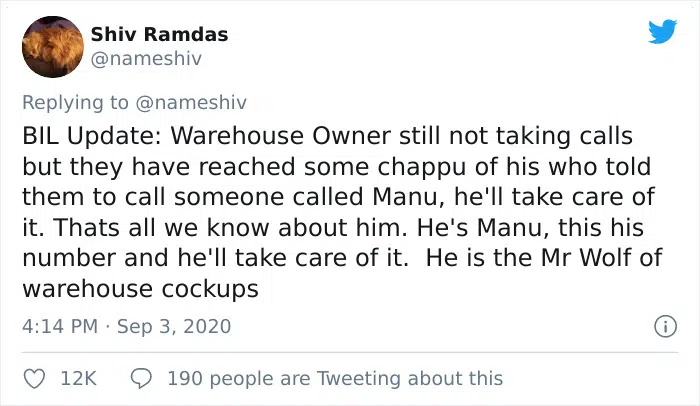 Shiv Ramdas
@nameshiv
Replying to @nameshiv
BIL Update: Warehouse Owner still not taking calls
but they have reached some chappu of his who told
them to call someone called Manu, he'll take care of
it. Thats all we know about him. He's Manu, this his
number and he'll take care of it.  He is the Mr Wolf of
warehouse cockups
4:14 PM · Sep 3, 2020
12K
190 people are Tweeting about this